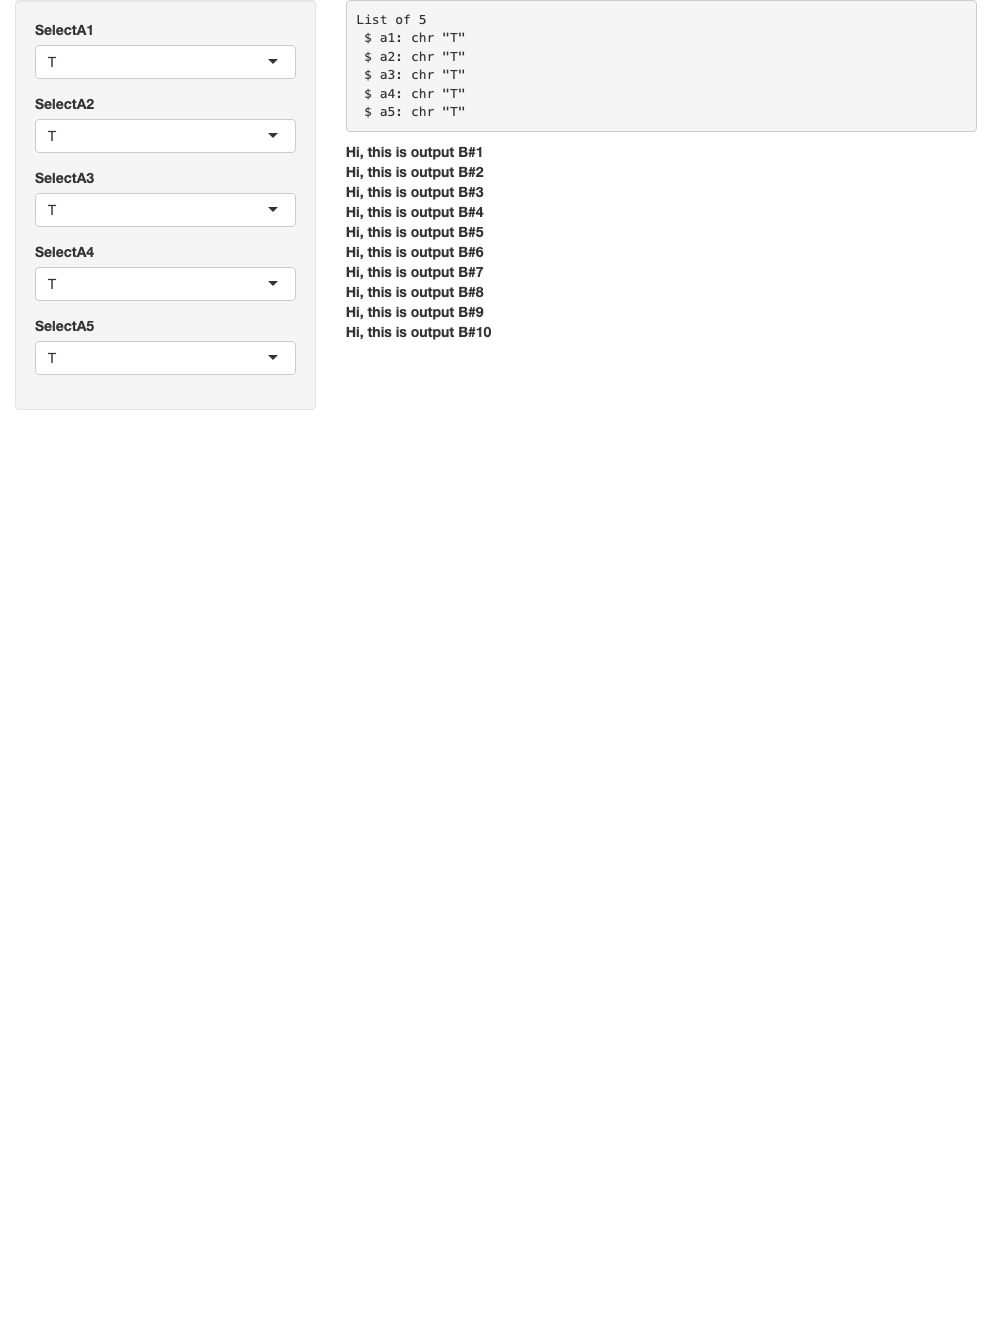 SelectA1
T
SelectA2
T
SelectA3
T
SelectA4
T
SelectA5
T
List of 5
 $ a1: chr "T"
 $ a2: chr "T"
 $ a3: chr "T"
 $ a4: chr "T"
 $ a5: chr "T"
Hi, this is output B#1
Hi, this is output B#2
Hi, this is output B#3
Hi, this is output B#4
Hi, this is output B#5
Hi, this is output B#6
Hi, this is output B#7
Hi, this is output B#8
Hi, this is output B#9
Hi, this is output B#10